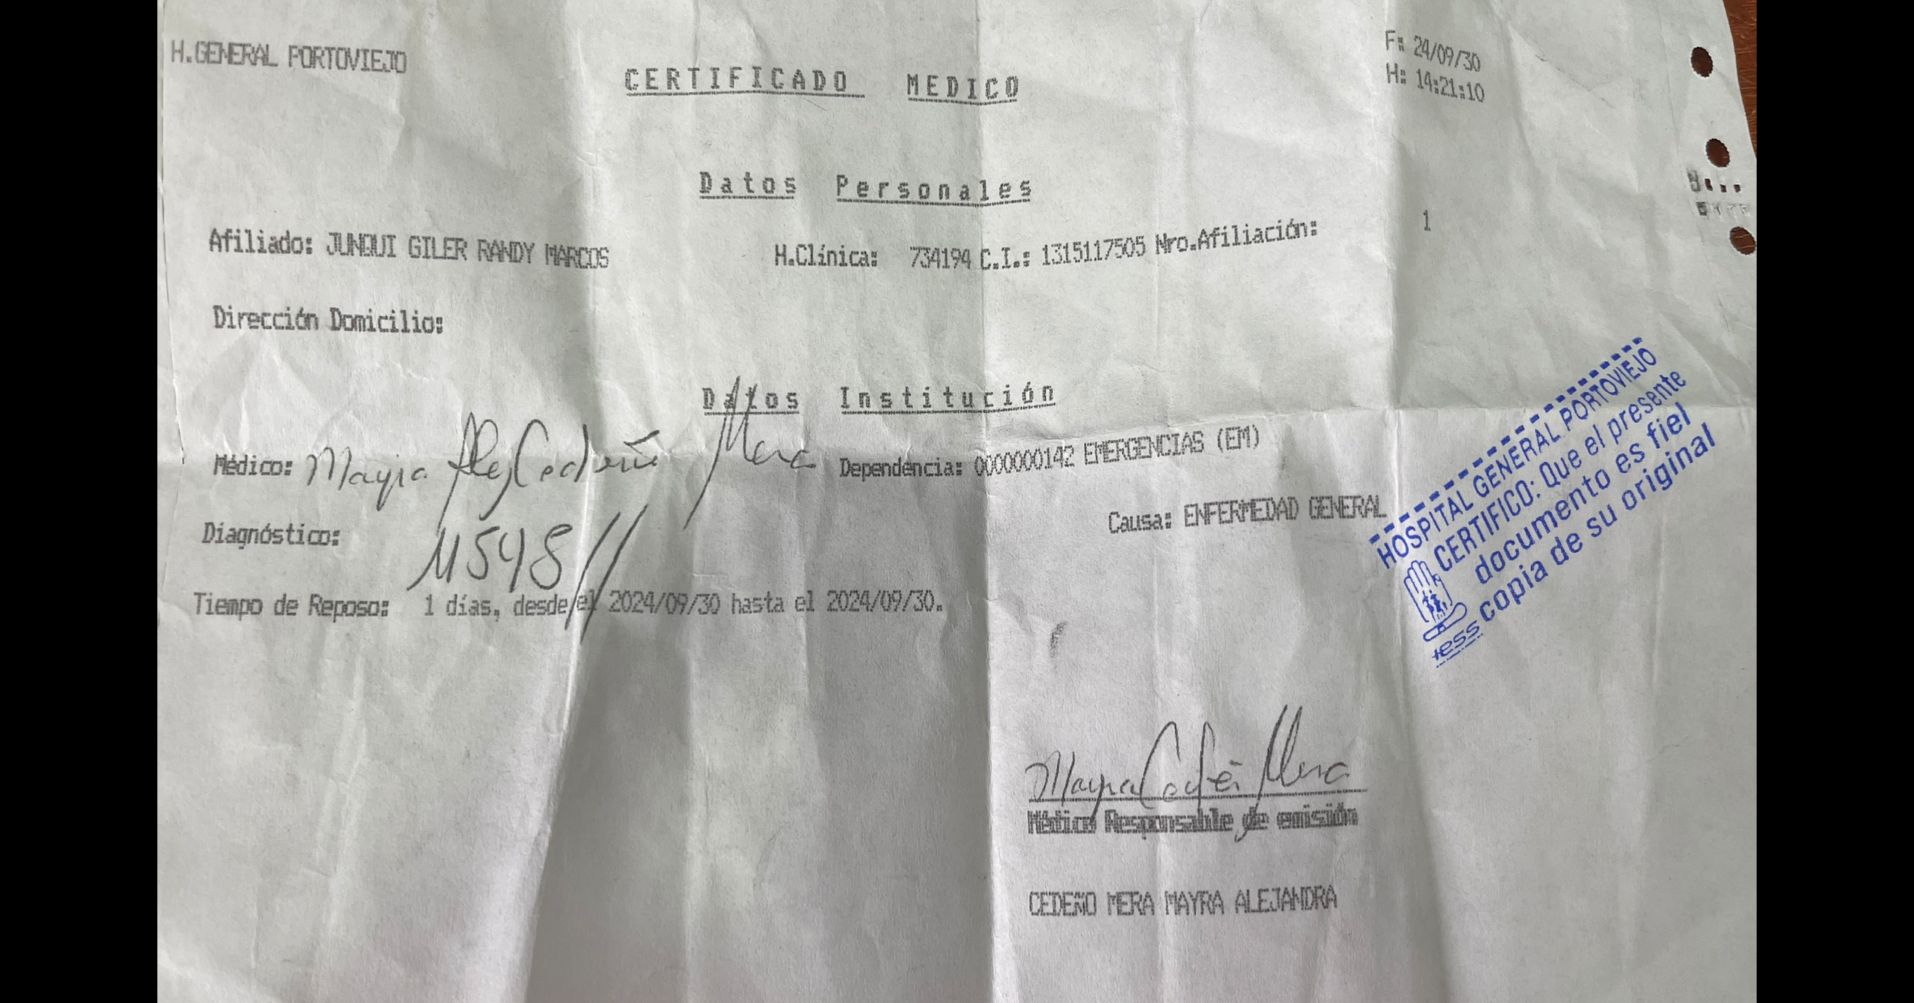 H.GENERAL PORTOVIEJO
CERTIFICADO MEDICO
F: 24/09/30
H: 14:21:10
Datos Personales
Afiliado: JUNQUI GILER RANDY MARCOS H.Clínica: 734194 C.I.: 1315117505 Nro.Afiliación: 1
Dirección Domicilio:
Datos Institución
Médico: Mayra Ale Cedeño Mera Dependencia: 0000000142 EMERGENCIAS (EM)
Diagnóstico: M545 Causa: ENFERMEDAD GENERAL
Tiempo de Reposo: 1 días, desde el 2024/09/30 hasta el 2024/09/30.
HOSPITAL GENERAL PORTOVIEJO
CERTIFICO: Que el presente
documento es fiel
copia de su original
iess
Mayra Cedeño Mera
Médico Responsable de emisión
CEDEÑO MERA MAYRA ALEJANDRA